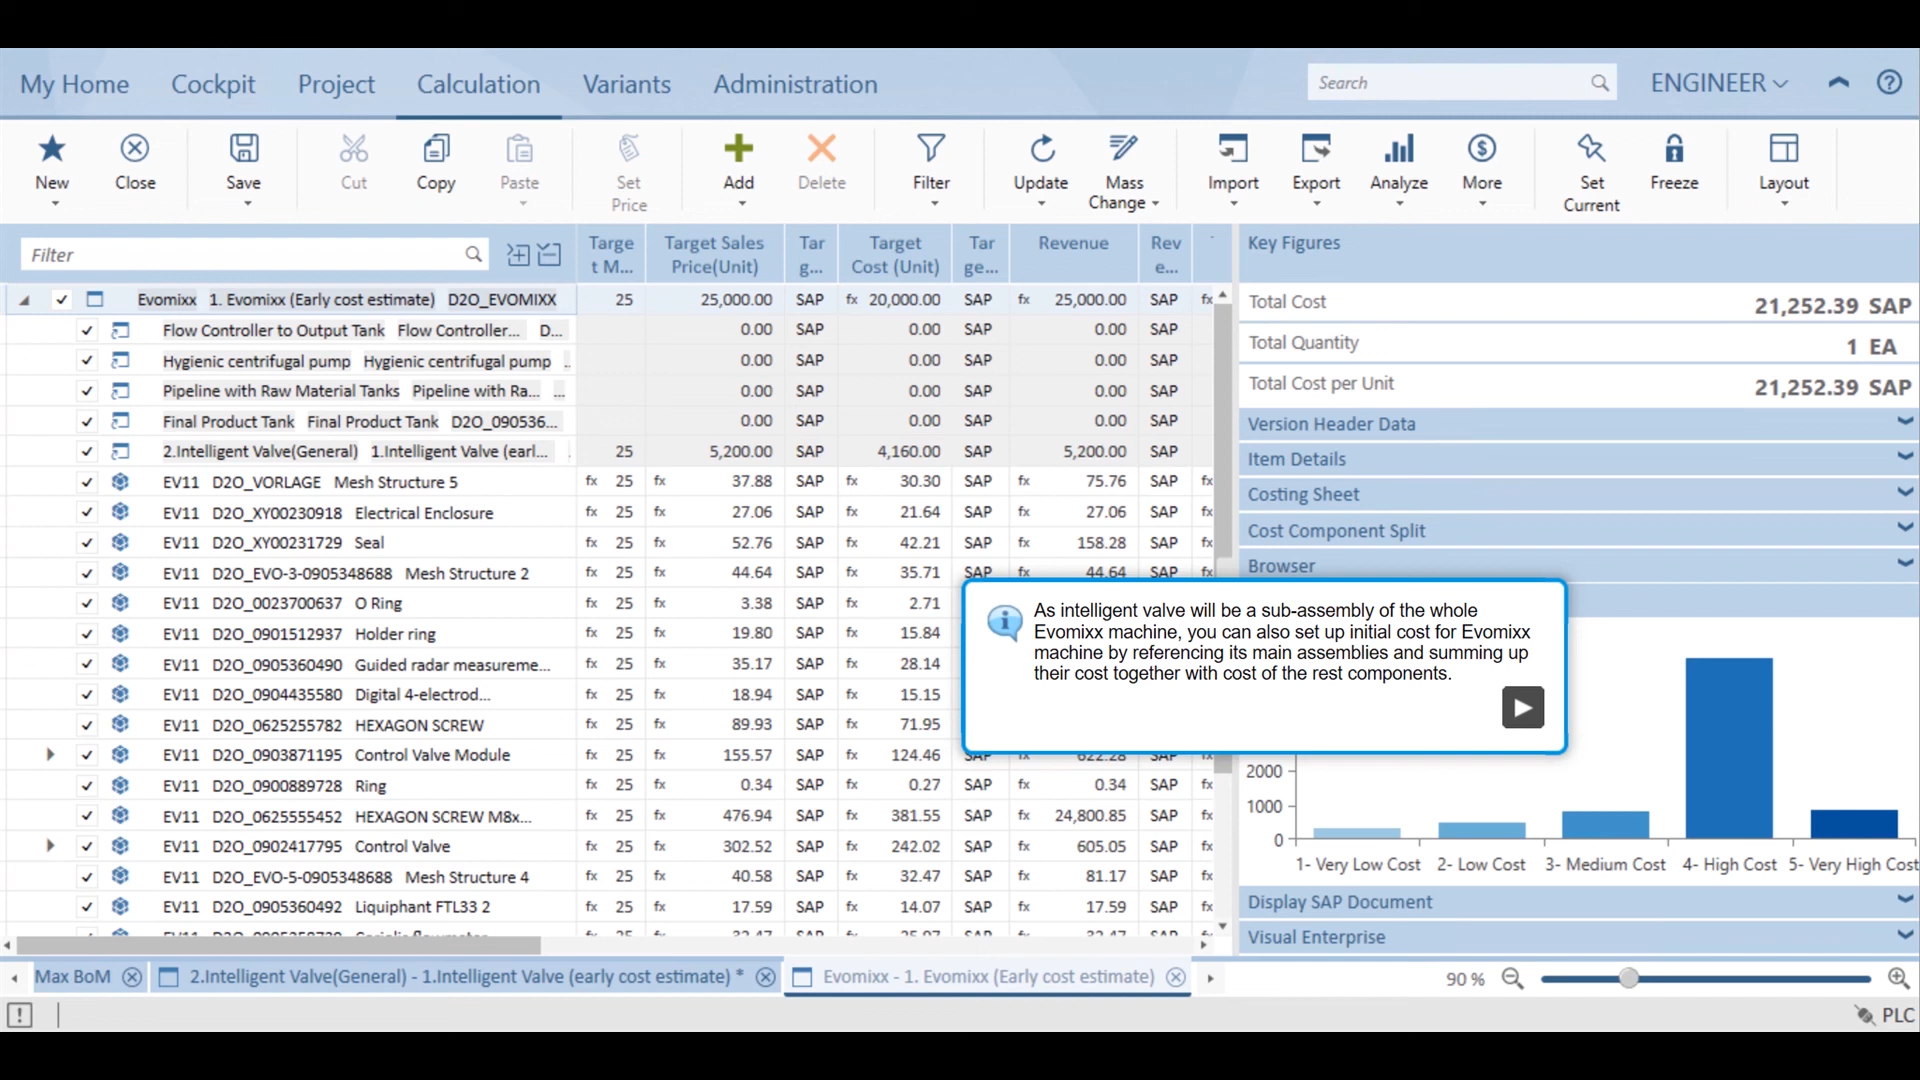 My Home Cockpit Project Calculation Variants Administration Search ENGINEER
New Close Save Cut Copy Paste Set Price Add Delete Filter Update Mass Change Import Export Analyze More Set Current Freeze Layout
Filter Targe t M... Target Sales Price(Unit) Tar g... Target Cost (Unit) Tar ge... Revenue Rev e... Key Figures
Evomixx 1. Evomixx (Early cost estimate) D2O_EVOMIXX 25 25,000.00 SAP fx 20,000.00 SAP fx 25,000.00 SAP fx
Total Cost 21,252.39 SAP
Flow Controller to Output Tank Flow Controller... D... 0.00 SAP 0.00 SAP 0.00 SAP
Total Quantity 1 EA
Hygienic centrifugal pump Hygienic centrifugal pump .. 0.00 SAP 0.00 SAP 0.00 SAP
Total Cost per Unit 21,252.39 SAP
Pipeline with Raw Material Tanks Pipeline with Ra... ... 0.00 SAP 0.00 SAP 0.00 SAP
Final Product Tank Final Product Tank D2O_090536... 0.00 SAP 0.00 SAP 0.00 SAP
Version Header Data
2.Intelligent Valve(General) 1.Intelligent Valve (earl... 25 5,200.00 SAP 4,160.00 SAP 5,200.00 SAP
Item Details
EV11 D2O_VORLAGE Mesh Structure 5 fx 25 fx 37.88 SAP fx 30.30 SAP fx 75.76 SAP fx
Costing Sheet
EV11 D2O_XY00230918 Electrical Enclosure fx 25 fx 27.06 SAP fx 21.64 SAP fx 27.06 SAP fx
Cost Component Split
EV11 D2O_XY00231729 Seal fx 25 fx 52.76 SAP fx 42.21 SAP fx 158.28 SAP fx
Browser
EV11 D2O_EVO-3-0905348688 Mesh Structure 2 fx 25 fx 44.64 SAP fx 35.71 SAP fx 44.64 SAP fx
EV11 D2O_0023700637 O Ring fx 25 fx 3.38 SAP fx 2.71
EV11 D2O_0901512937 Holder ring fx 25 fx 19.80 SAP fx 15.84
EV11 D2O_0905360490 Guided radar measureme... fx 25 fx 35.17 SAP fx 28.14
EV11 D2O_0904435580 Digital 4-electrod... fx 25 fx 18.94 SAP fx 15.15
EV11 D2O_0625255782 HEXAGON SCREW fx 25 fx 89.93 SAP fx 71.95
As intelligent valve will be a sub-assembly of the whole
Evomixx machine, you can also set up initial cost for Evomixx
machine by referencing its main assemblies and summing up
their cost together with cost of the rest components.
EV11 D2O_0903871195 Control Valve Module fx 25 fx 155.57 SAP fx 124.46 SAP fx 622.28 SAP fx
EV11 D2O_0900889728 Ring fx 25 fx 0.34 SAP fx 0.27 SAP fx 0.34 SAP fx
EV11 D2O_0625555452 HEXAGON SCREW M8x... fx 25 fx 476.94 SAP fx 381.55 SAP fx 24,800.85 SAP fx
EV11 D2O_0902417795 Control Valve fx 25 fx 302.52 SAP fx 242.02 SAP fx 605.05 SAP fx
EV11 D2O_EVO-5-0905348688 Mesh Structure 4 fx 25 fx 40.58 SAP fx 32.47 SAP fx 81.17 SAP fx
EV11 D2O_0905360492 Liquiphant FTL33 2 fx 25 fx 17.59 SAP fx 14.07 SAP fx 17.59 SAP fx
2000
1000
0
1- Very Low Cost 2- Low Cost 3- Medium Cost 4- High Cost 5- Very High Cost
Display SAP Document
Visual Enterprise
Max BoM 2.Intelligent Valve(General) - 1.Intelligent Valve (early cost estimate) * Evomixx - 1. Evomixx (Early cost estimate) 90 %
PLC